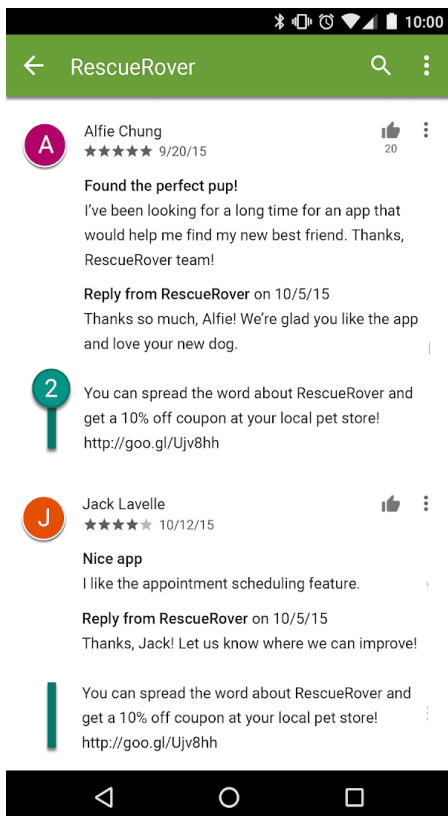 10:00
RescueRover
A
Alfie Chung
9/20/15
20
Found the perfect pup!
I've been looking for a long time for an app that
would help me find my new best friend. Thanks,
RescueRover team!
Reply from RescueRover on 10/5/15
Thanks so much, Alfie! We're glad you like the app
and love your new dog.
2
You can spread the word about RescueRover and
get a 10% off coupon at your local pet store!
http://goo.gl/Ujv8hh
J
Jack Lavelle
10/12/15
Nice app
I like the appointment scheduling feature.
Reply from RescueRover on 10/5/15
Thanks, Jack! Let us know where we can improve!
You can spread the word about RescueRover and
get a 10% off coupon at your local pet store!
http://goo.gl/Ujv8hh